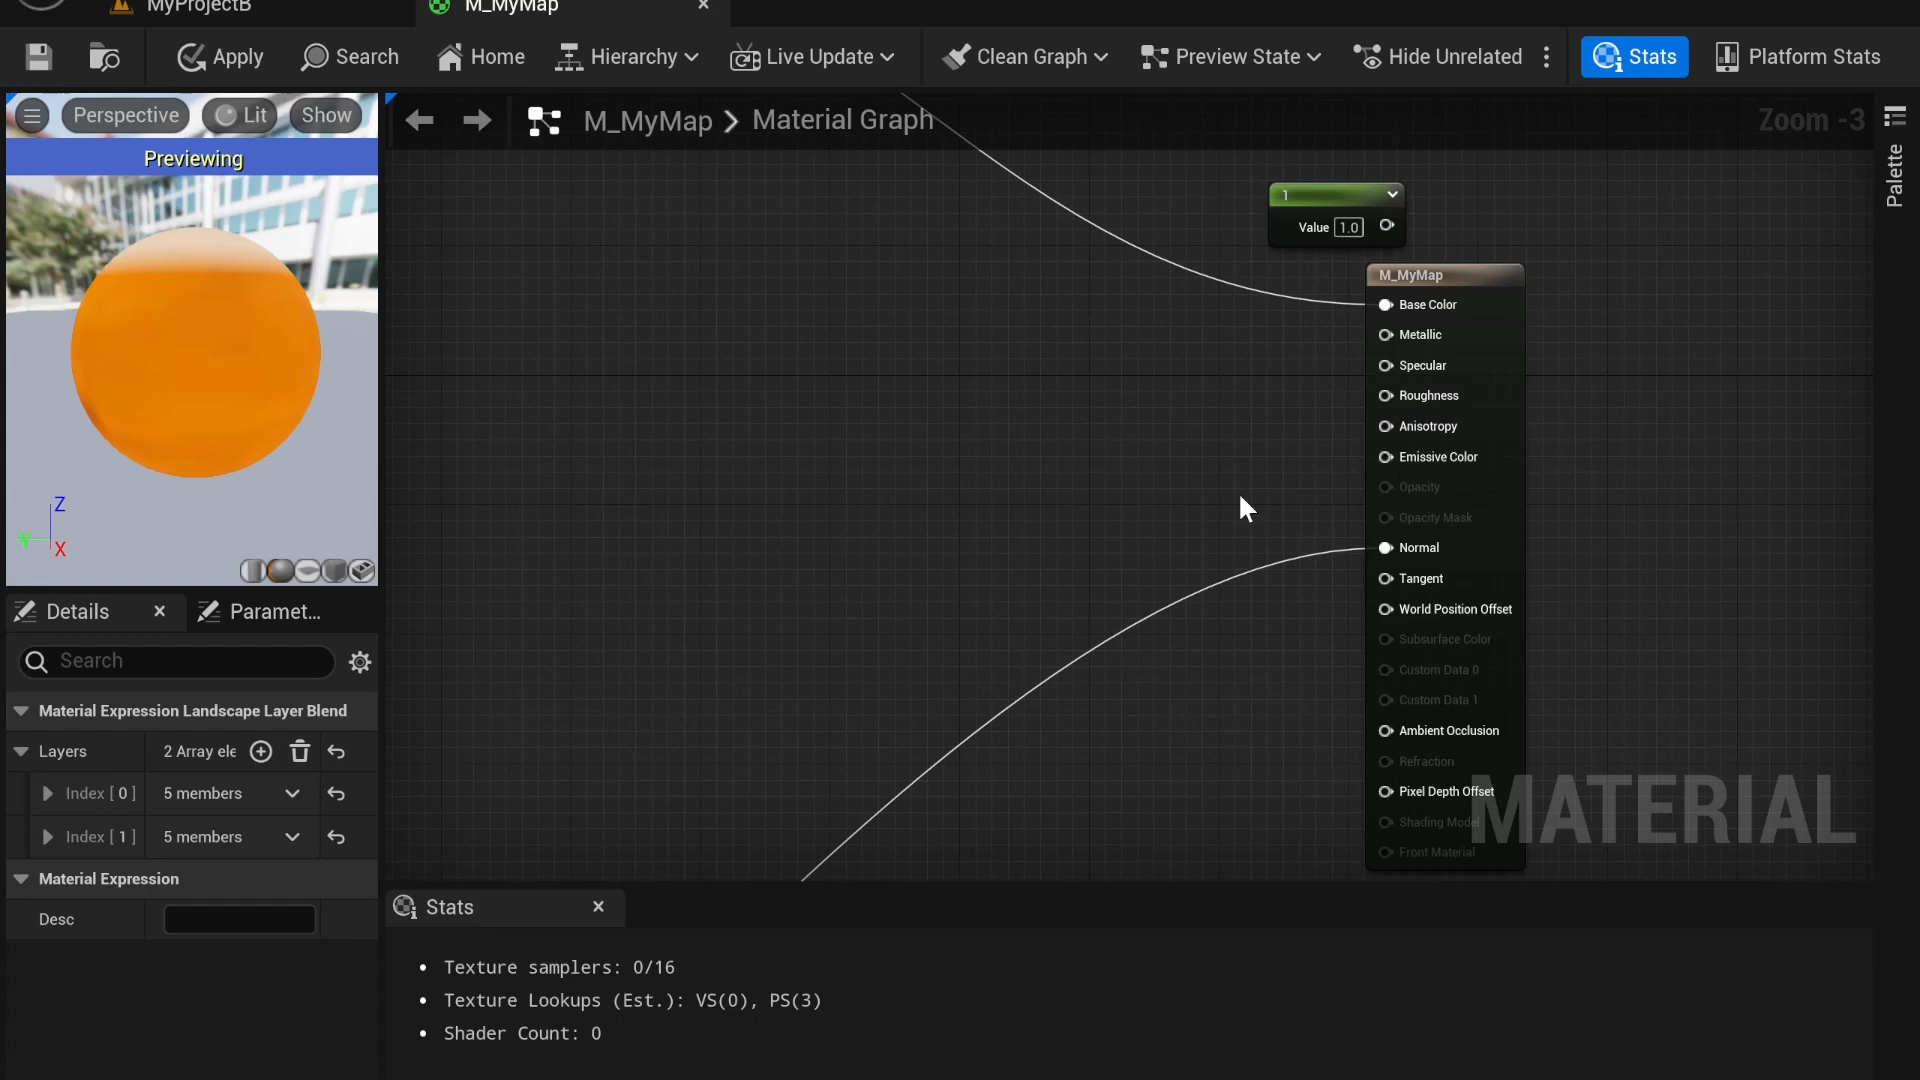 MyProjectB
M_MyMap
Apply
Search
Home
Hierarchy
Live Update
Clean Graph
Preview State
Hide Unrelated
Stats
Platform Stats
Perspective
Lit
Show
Previewing
Z
Y
X
M_MyMap
Material Graph
Zoom -3
Palette
1
Value 1.0
M_MyMap
Base Color
Metallic
Specular
Roughness
Anisotropy
Emissive Color
Opacity
Opacity Mask
Normal
Tangent
World Position Offset
Subsurface Color
Custom Data 0
Custom Data 1
Ambient Occlusion
Refraction
Pixel Depth Offset
Shading Model
Front Material
MATERIAL
Details
Paramet...
Search
Material Expression Landscape Layer Blend
Layers 2 Array ele
Index [ 0 ] 5 members
Index [ 1 ] 5 members
Material Expression
Desc
Stats
• Texture samplers: 0/16
• Texture Lookups (Est.): VS(0), PS(3)
• Shader Count: 0